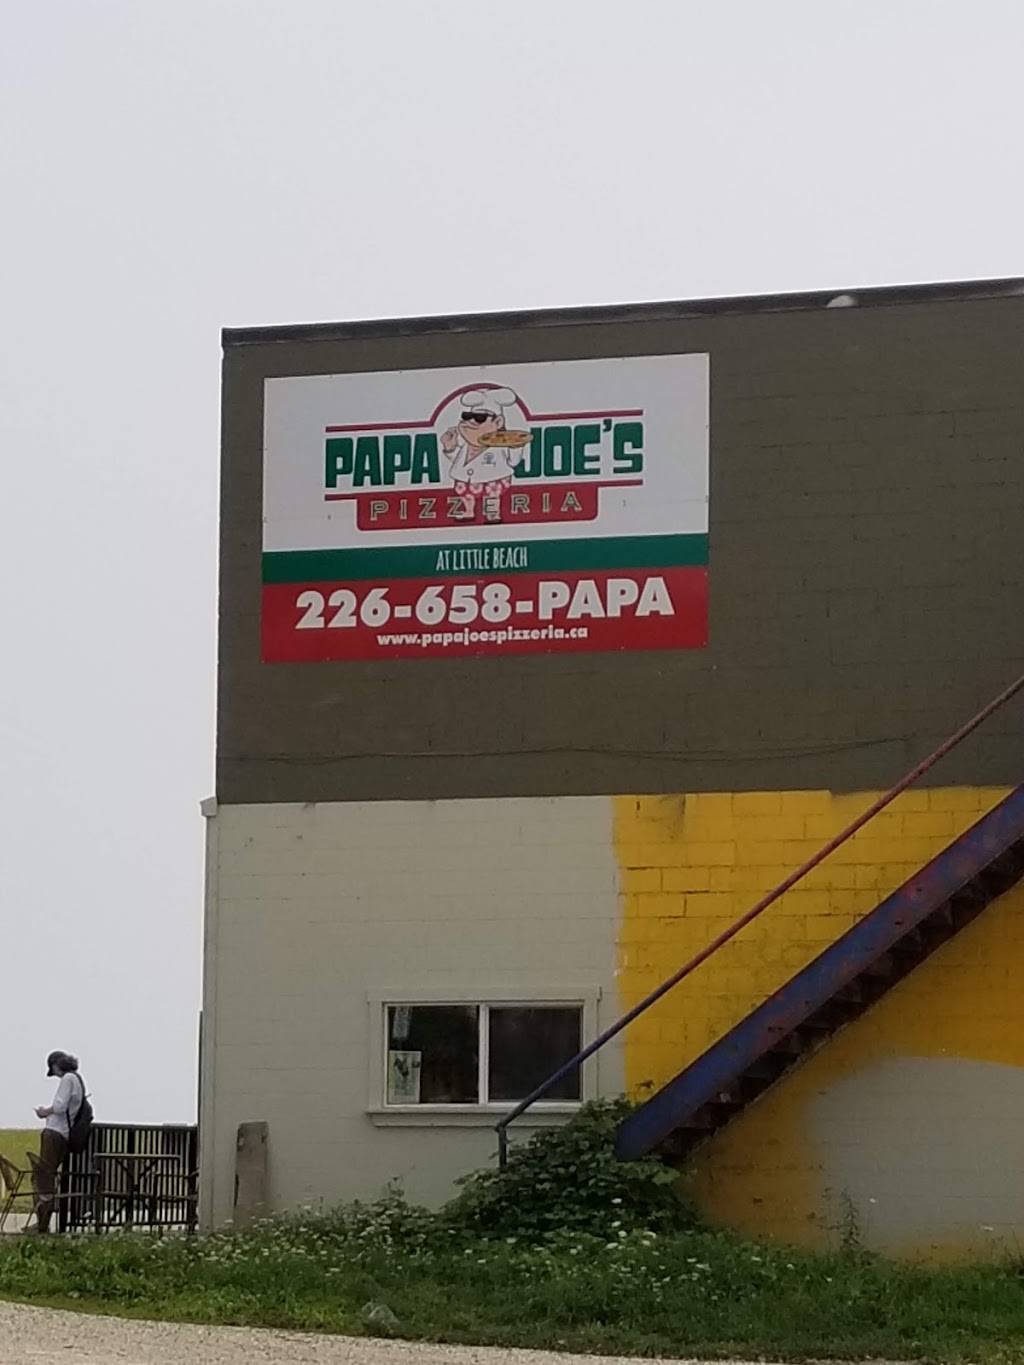 PAPA JOE'S
PIZZERIA
AT LITTLE BEACH
226-658-PAPA
www.papajoespizzeria.ca